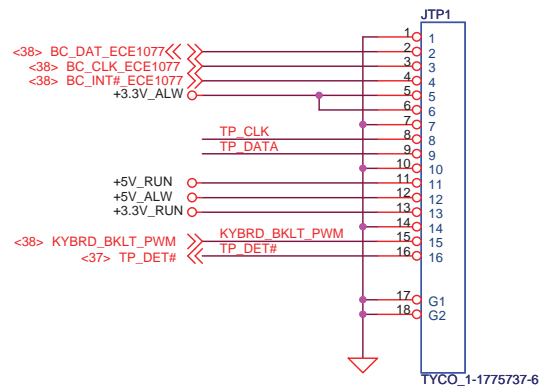 JTP1
1 1
<38> BC_DAT_ECE1077 2 2
<38> BC_CLK_ECE1077 3 3
<38> BC_INT#_ECE1077 4 4
+3.3V_ALW 5 5
6 6
7 7
TP_CLK 8 8
TP_DATA 9 9
10 10
+5V_RUN 11 11
+5V_ALW 12 12
+3.3V_RUN 13 13
14 14
<38> KYBRD_BKLT_PWM KYBRD_BKLT_PWM 15 15
<37> TP_DET# TP_DET# 16 16
17 G1
18 G2
TYCO_1-1775737-6